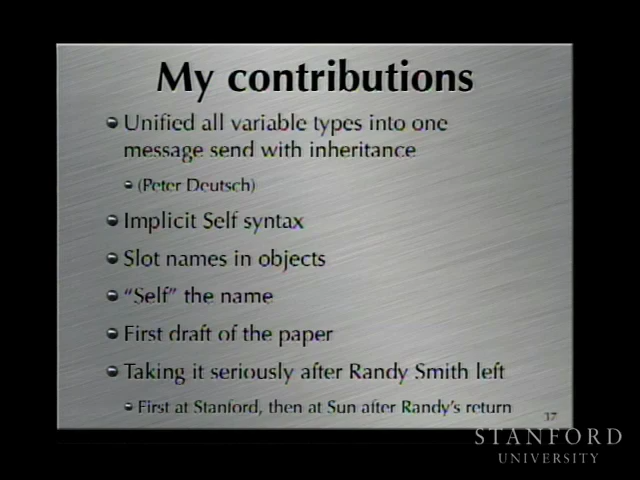 My contributions
Unified all variable types into one
message send with inheritance
(Peter Deutsch)
Implicit Self syntax
Slot names in objects
“Self” the name
First draft of the paper
Taking it seriously after Randy Smith left
First at Stanford, then at Sun after Randy’s return
17
STANFORD
UNIVERSITY